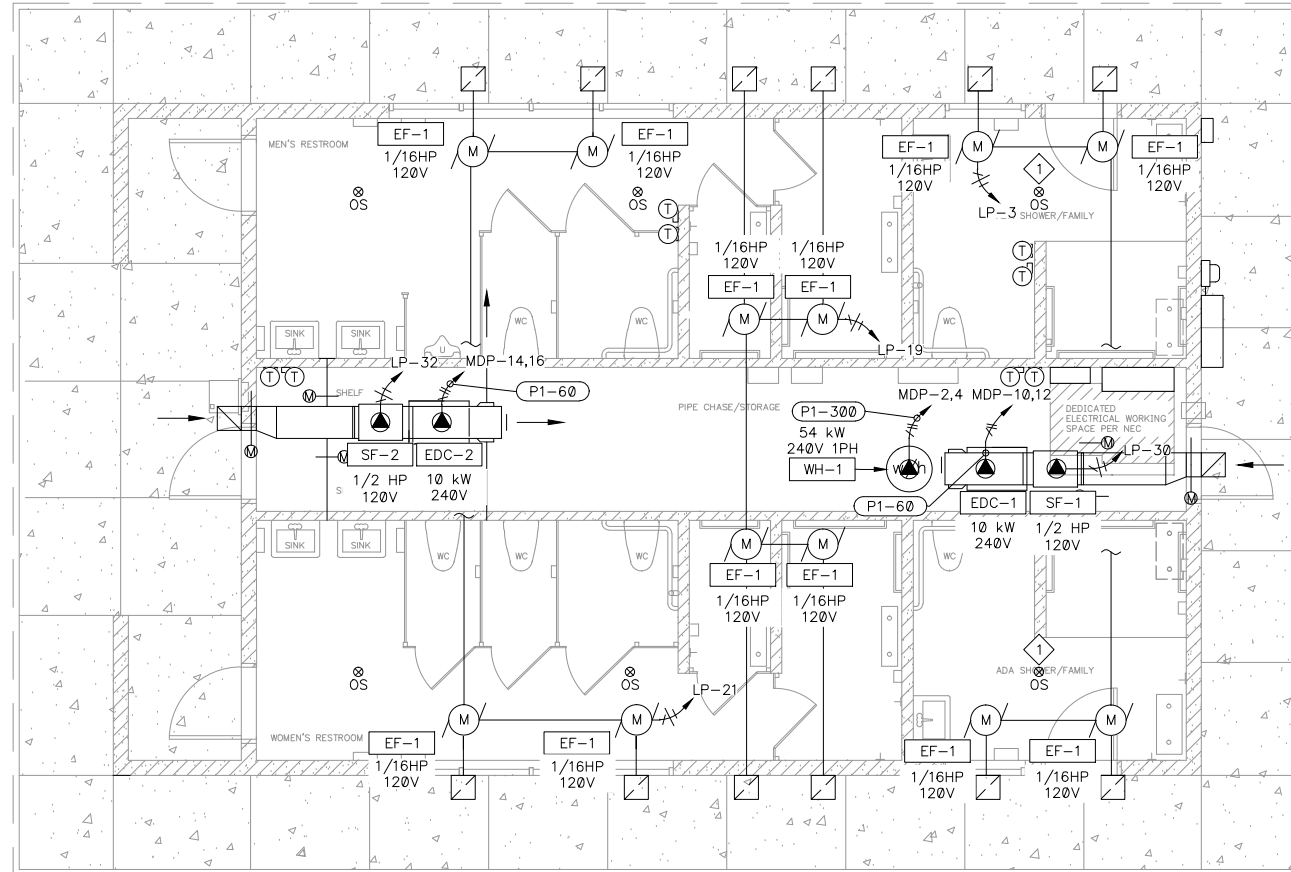 MEN'S RESTROOM
EF-1
1/16HP
120V
M
M
EF-1
1/16HP
120V
EF-1
1/16HP
120V
M
M
EF-1
1/16HP
120V
1
OS
OS
OS
LP-3
SHOWER/FAMILY
T
T
T
T
1/16HP
120V
EF-1
1/16HP
120V
EF-1
M
M
LP-19
SINK
SINK
U
WC
WC
WC
LP-32
MDP-14,16
P1-60
T
T
M
SHELF
M
M
S
SF-2
1/2 HP
120V
EDC-2
10 kW
240V
PIPE CHASE/STORAGE
P1-300
54 kW
240V 1PH
WH-1
w h
MDP-2,4
MDP-10,12
T
T
DEDICATED
ELECTRICAL WORKING
SPACE PER NEC
M
LP-30
M
P1-60
EDC-1
10 kW
240V
SF-1
1/2 HP
120V
SINK
SINK
WC
WC
WC
WC
M
M
EF-1
1/16HP
120V
EF-1
1/16HP
120V
OS
OS
1
OS
ADA SHOWER/FAMILY
LP-21
WOMEN'S RESTROOM
M
M
EF-1
1/16HP
120V
EF-1
1/16HP
120V
M
M
EF-1
1/16HP
120V
EF-1
1/16HP
120V